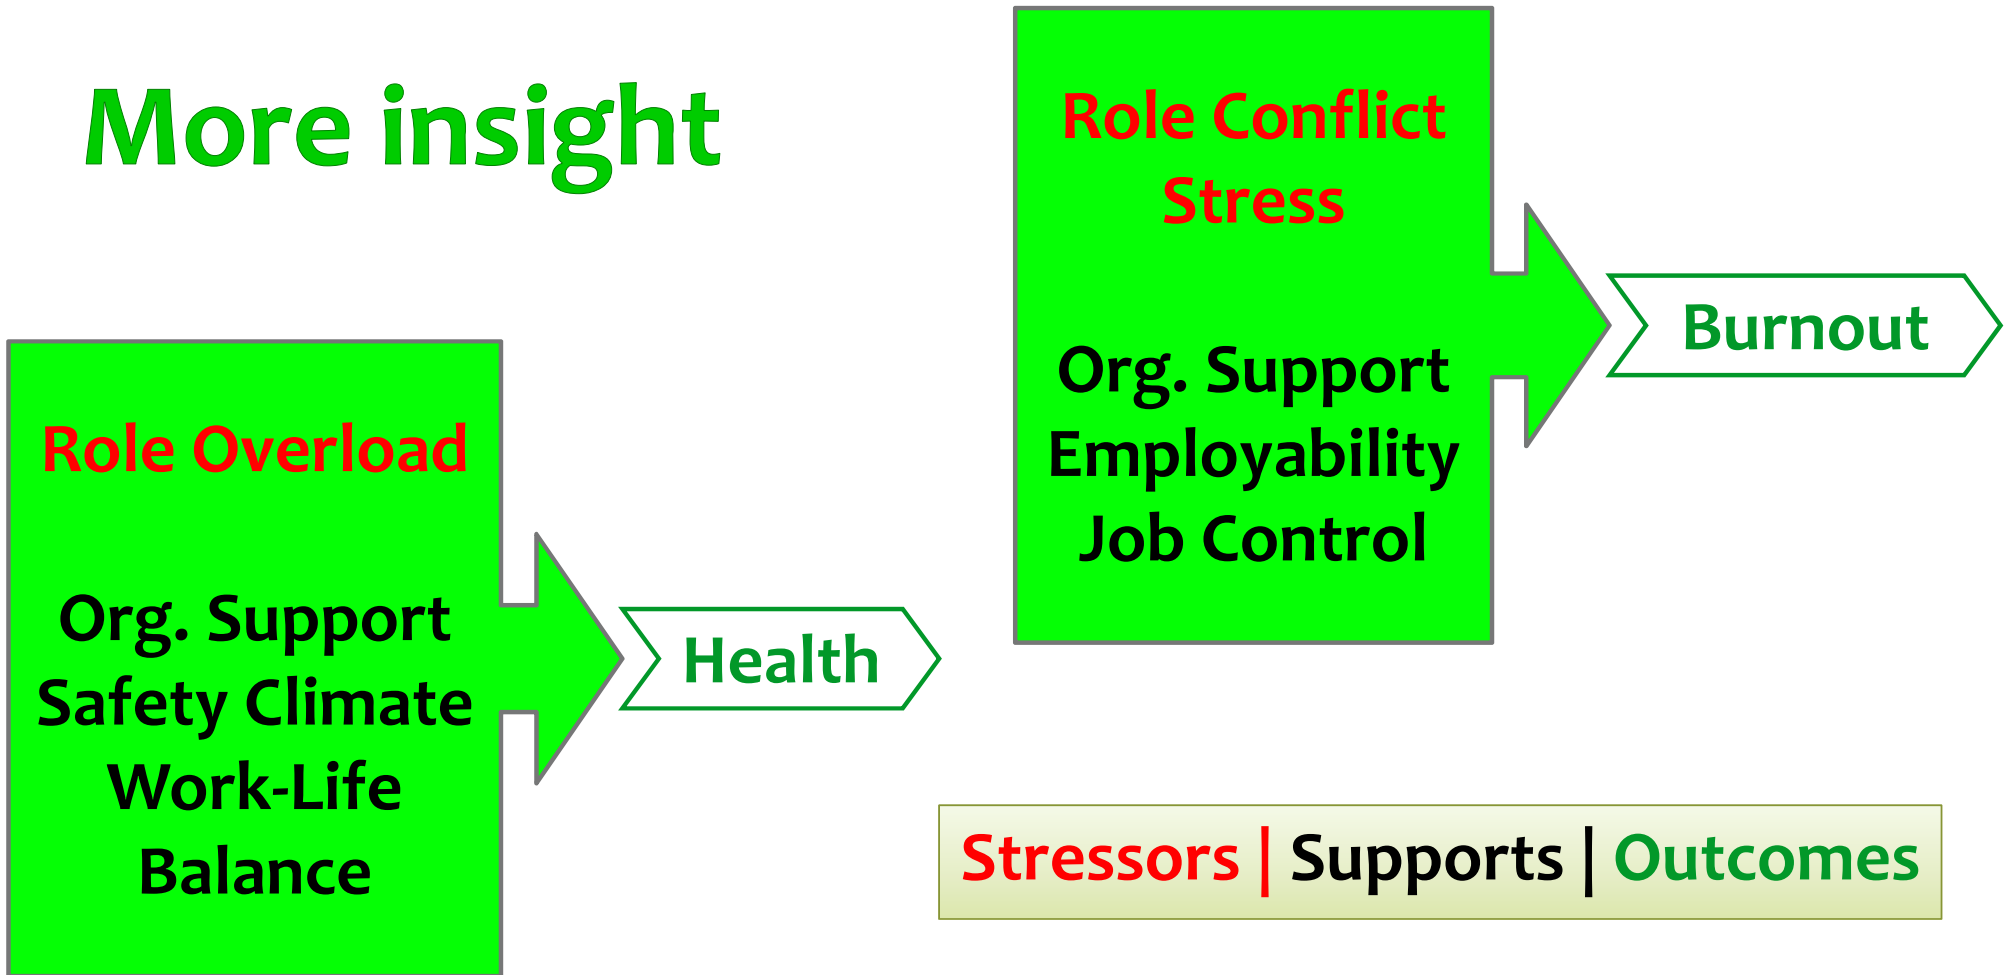 More insight
Role Overload
Org. Support
Safety Climate
Work-Life
Balance
Health
Role Conflict
Stress
Org. Support
Employability
Job Control
Burnout
Stressors | Supports | Outcomes